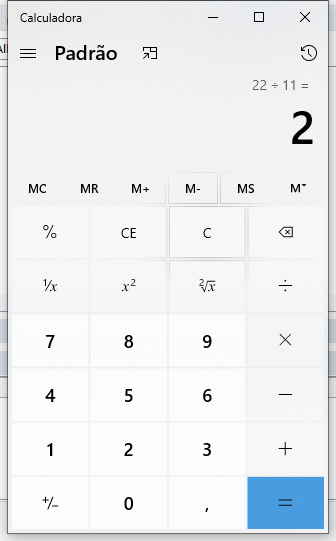 Calculadora
Padrão
22 ÷ 11 =
2
MC MR M+ M- MS M˅
% CE C
¹/x x² ²√x ÷
7 8 9 ×
4 5 6 −
1 2 3 +
+/− 0 , =